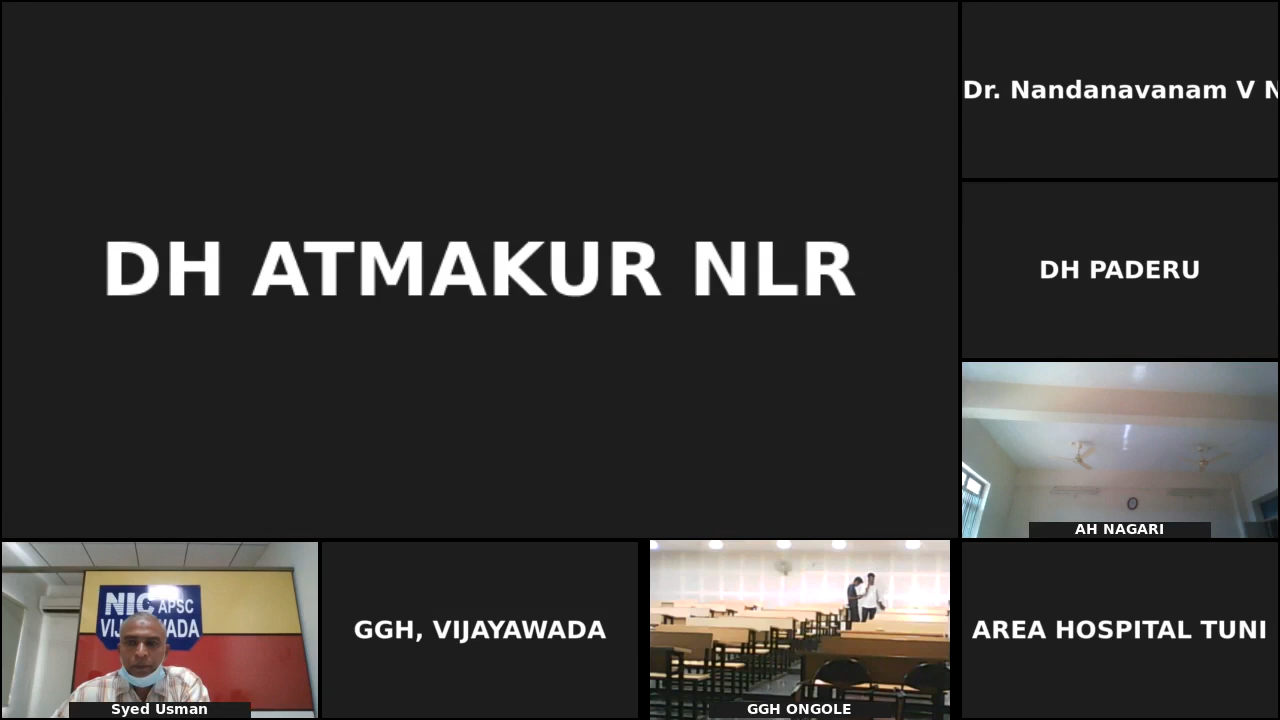 DH ATMAKUR NLR
Dr. Nandanavanam V N
DH PADERU
AH NAGARI
NIC APSC
Syed Usman
GGH, VIJAYAWADA
GGH ONGOLE
AREA HOSPITAL TUNI